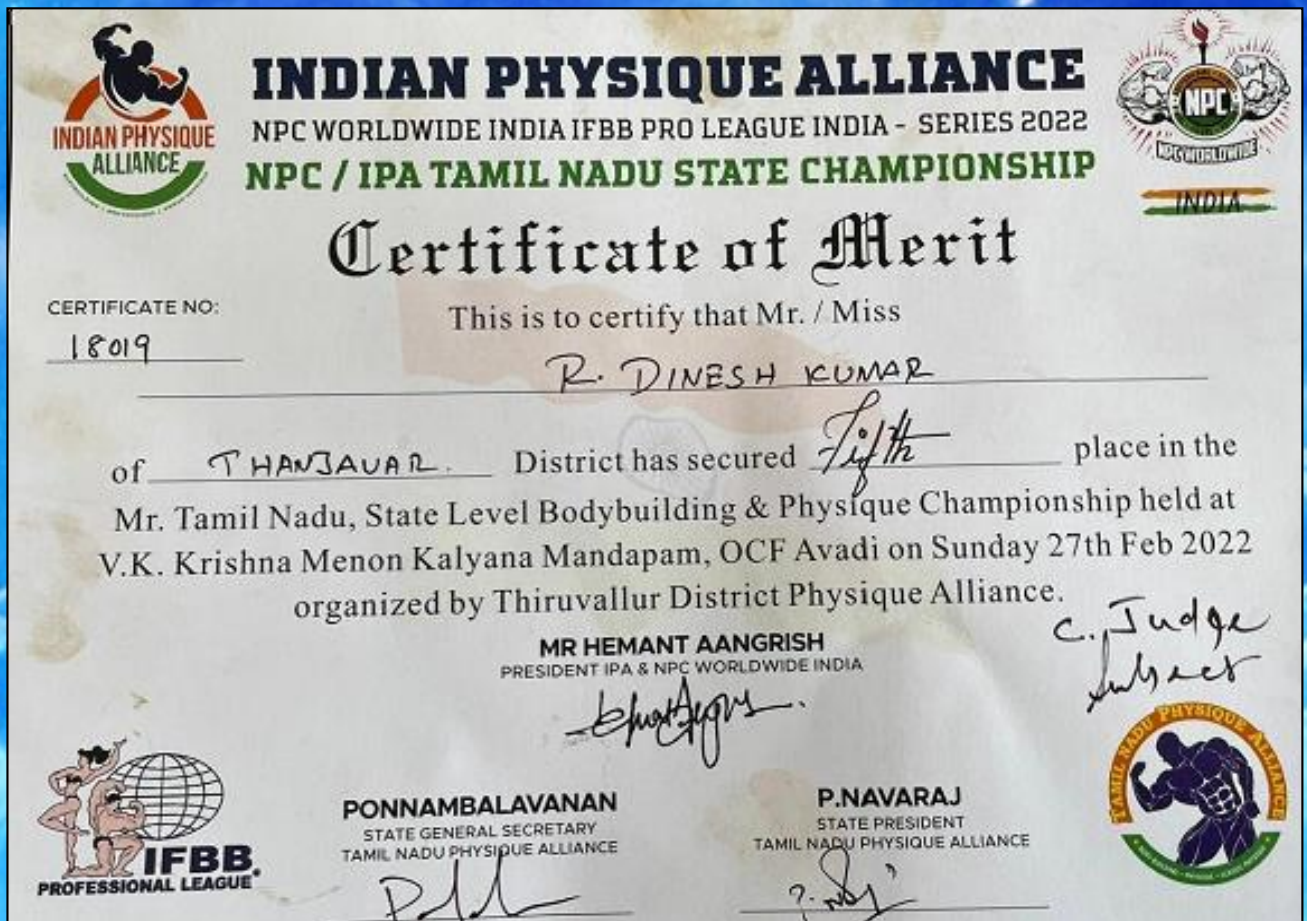 INDIAN PHYSIQUE ALLIANCE
NPC WORLDWIDE INDIA IFBB PRO LEAGUE INDIA - SERIES 2022
NPC / IPA TAMIL NADU STATE CHAMPIONSHIP
INDIAN PHYSIQUE
ALLIANCE
NPC
NPC WORLDWIDE
INDIA
Certificate of Merit
CERTIFICATE NO:
18019
This is to certify that Mr. / Miss
R. DINESH KUMAR
of THANJAVAR. District has secured Fifth place in the
Mr. Tamil Nadu, State Level Bodybuilding & Physique Championship held at
V.K. Krishna Menon Kalyana Mandapam, OCF Avadi on Sunday 27th Feb 2022
organized by Thiruvallur District Physique Alliance.
C. Judge
MR HEMANT AANGRISH
PRESIDENT IPA & NPC WORLDWIDE INDIA
PONNAMBALAVANAN
STATE GENERAL SECRETARY
TAMIL NADU PHYSIQUE ALLIANCE
P.NAVARAJ
STATE PRESIDENT
TAMIL NADU PHYSIQUE ALLIANCE
IFBB.
PROFESSIONAL LEAGUE
TAMIL NADU PHYSIQUE ALLIANCE